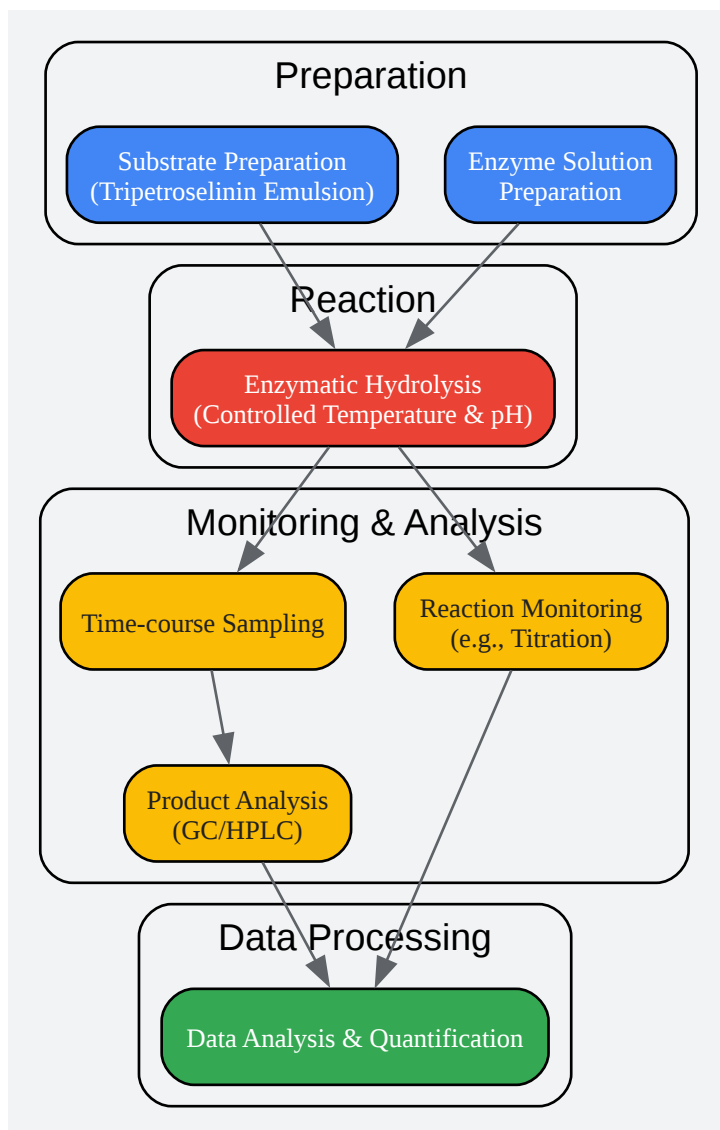 Preparation
Substrate Preparation
(Tripetroselinin Emulsion)
Enzyme Solution
Preparation
Reaction
Enzymatic Hydrolysis
(Controlled Temperature & pH)
Monitoring & Analysis
Time-course Sampling
Reaction Monitoring
(e.g., Titration)
Product Analysis
(GC/HPLC)
Data Processing
Data Analysis & Quantification